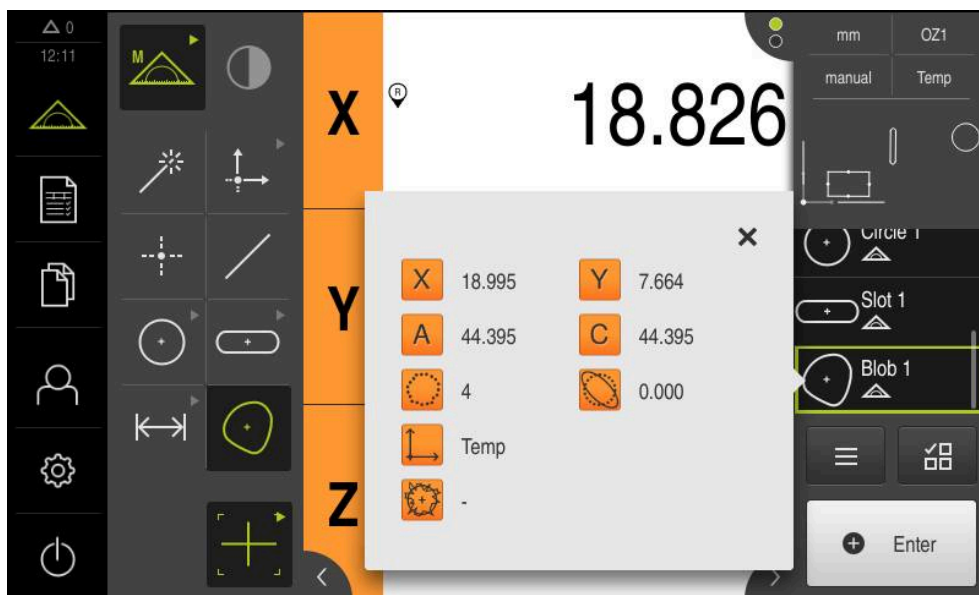 0
12:11
M
X
R
18.826
mm
OZ1
manual
Temp
Y
Z
X 18.995
Y 7.664
A 44.395
C 44.395
4
0.000
Temp
-
Circle 1
Slot 1
Blob 1
Enter